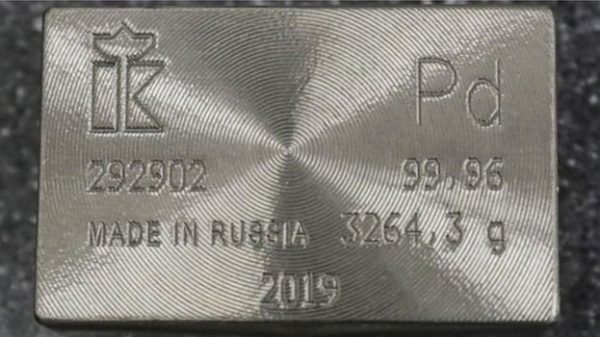 Pd
292902 99,96
MADE IN RUSSIA 3264,3 g
2019